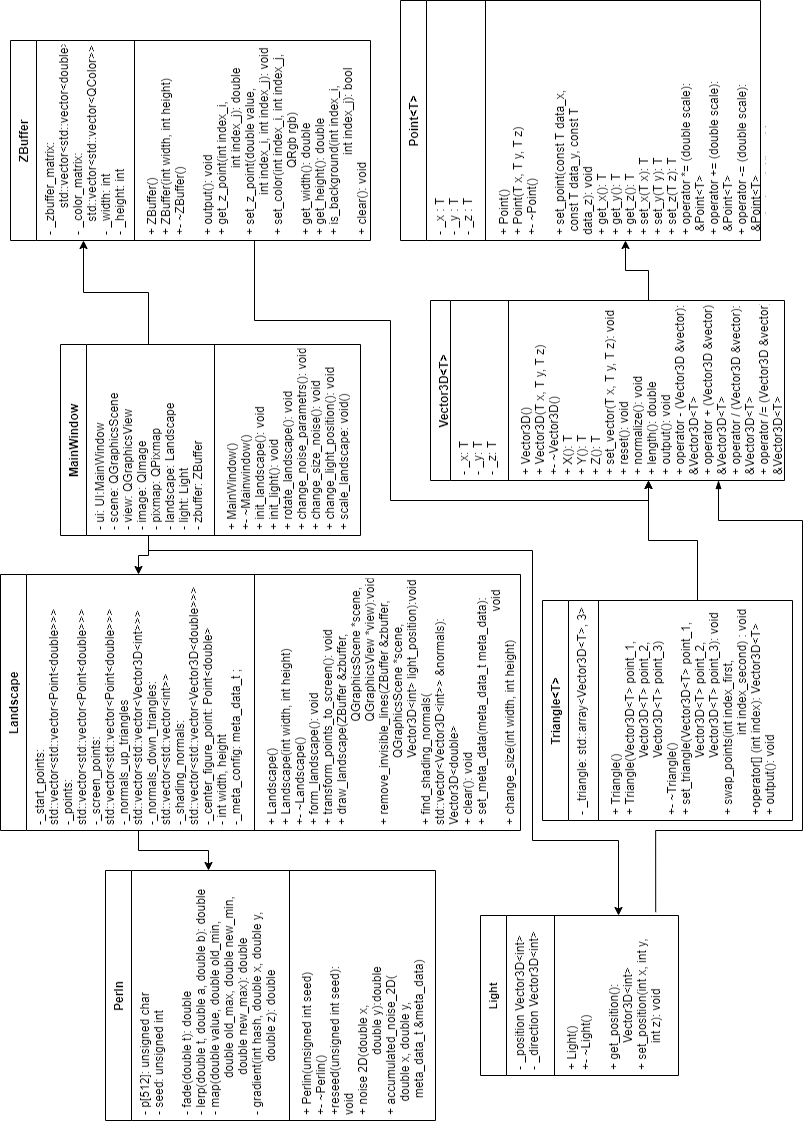 ZBuffer
- _zbuffer_matrix:
std::vector<std::vector<double>
- _color_matrix:
std::vector<std::vector<QColor>>
- _width: int
- _height: int
+ ZBuffer()
+ ZBuffer(int width, int height)
+ -~ZBuffer()
+ output(): void
+ get_z_point(int index_i,
int index_j): double
+ set_z_point(double value,
int index_i, int index_j): void
+ set_color(int index_i, int index_j,
QRgb rgb)
+ get_width(): double
+ get_height(): double
+ is_background(int index_i,
int index_j): bool
+ clear(): void
Point<T>
- _x : T
- _y : T
- _z : T
+ Point()
+ Point(T x, T y, T z)
+- ~Point()
+ set_point(const T data_x,
const T data_y, const T
data_z): void
+ get_x(): T
+ get_y(): T
+ get_z(): T
+ set_x(T x): T
+ set_y(T y): T
+ set_z(T z): T
+ operator *= (double scale):
&Point<T>
+ operator += (double scale):
&Point<T>
+ operator -= (double scale):
&Point<T>
MainWindow
- ui: UI:MainWindow
- scene: QGraphicsScene
- view: QGraphicsView
- image: QImage
- pixmap: QPixmap
- landscape: Landscape
- light: Light
- zbuffer: ZBuffer
+ MainWindow()
+- ~Mainwindow()
+ init_landscape(): void
+ init_light(): void
+ rotate_landscape(): void
+ change_noise_parametrs(): void
+ change_size_noise(): void
+ change_light_position(): void
+ scale_landscape: void()
Vector3D<T>
- _x: T
- _y: T
- _z: T
+ Vector3D()
+ Vector3D(T x, T y, T z)
+ -~Vector3D()
+ X(): T
+ Y(): T
+ Z(): T
+ set_vector(T x, T y, T z): void
+ reset(): void
+ normalize(): void
+ length(): double
+ output(): void
+ operator - (Vector3D &vector):
&Vector3D<T>
+ operator + (Vector3D &vector)
&Vector3D<T>
+ operator / (Vector3D &vector):
&Vector3D<T>
+ operator /= (Vector3D &vector
&Vector3D<T>
Landscape
- _start_points:
std::vector<std::vector<Point<double>>>
- _points:
std::vector<std::vector<Point<double>>>
- _screen_points:
std::vector<std::vector<Point<double>>>
- _normals_up_triangles
std::vector<std::vector<Vector3D<int>>>
- _normals_down_triangles:
std::vector<std::vector<int>>
- _shading_normals:
std::vector<std::vector<Vector3D<double>>>
- _center_figure_point: Point<double>
- int width, height
- _meta_config: meta_data_t ;
+ Landscape()
+ Landscape(int width, int height)
+- ~Landscape()
+ form_landscape(): void
+ transform_points_to_screen(): void
+ draw_landscape(ZBuffer &zbuffer,
QGraphicsScene *scene,
QGraphicsView *view):void
+ remove_invisible_lines(ZBuffer &zbuffer,
QGraphicsScene *scene,
Vector3D<int> light_position):void
+ find_shading_normals(
std::vector<Vector3D<int>> &normals):
Vector3D<double>
+ clear(): void
+ set_meta_data(meta_data_t meta_data):
void
+ change_size(int width, int height)
Triangle<T>
- _triangle: std::array<Vector3D<T>, 3>
+ Triangle()
+ Triangle(Vector3D<T> point_1,
Vector3D<T> point_2,
Vector3D<T> point_3)
+ -~Triangle()
+ set_triangle(Vector3D<T> point_1,
Vector3D<T> point_2,
Vector3D<T> point_3): void
+ swap_points(int index_first,
int index_second) : void
+operator[] (int index): Vector3D<T>
+ output(): void
Perlin
- p[512]: unsigned char
- seed: unsigned int
- fade(double t): double
- lerp(double t, double a, double b): double
- map(double value, double old_min,
double old_max, double new_min,
double new_max): double
- gradient(int hash, double x, double y,
double z): double
+ Perlin(unsigned int seed)
+- ~Perlin()
+reseed(unsigned int seed):
void
+ noise 2D(double x,
double y):double
+ accumulated_noise_2D(
double x, double y,
meta_data_t &meta_data)
Light
- _position Vector3D<int>
- _direction Vector3D<int>
+ Light()
+-~Light()
+ get_position():
Vector3D<int>
+ set_position(int x, int y,
int z): void